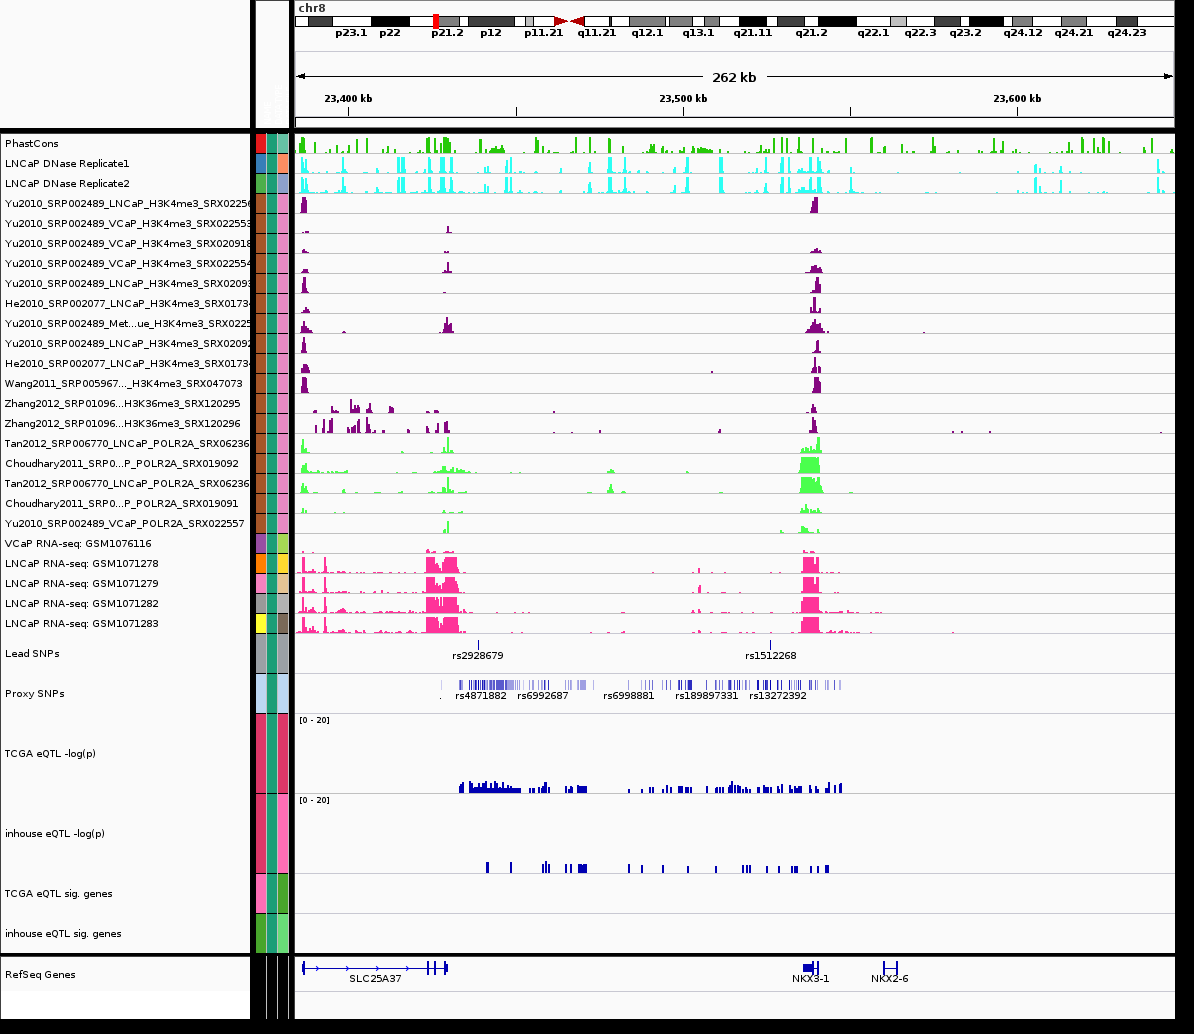 chr8
p23.1 p22 p21.2 p12 p11.21 q11.21 q12.1 q13.1 q21.11 q21.2 q22.1 q22.3 q23.2 q24.12 q24.21 q24.23
262 kb
23,400 kb 23,500 kb 23,600 kb
PhastCons
LNCaP DNase Replicate1
LNCaP DNase Replicate2
Yu2010_SRP002489_LNCaP_H3K4me3_SRX0225
Yu2010_SRP002489_VCaP_H3K4me3_SRX022553
Yu2010_SRP002489_VCaP_H3K4me3_SRX020918
Yu2010_SRP002489_VCaP_H3K4me3_SRX022554
Yu2010_SRP002489_LNCaP_H3K4me3_SRX0209
He2010_SRP002077_LNCaP_H3K4me3_SRX0173
Yu2010_SRP002489_Met...ue_H3K4me3_SRX0225
Yu2010_SRP002489_LNCaP_H3K4me3_SRX0209
He2010_SRP002077_LNCaP_H3K4me3_SRX0173
Wang2011_SRP005967..._H3K4me3_SRX047073
Zhang2012_SRP01096...H3K36me3_SRX120295
Zhang2012_SRP01096...H3K36me3_SRX120296
Tan2012_SRP006770_LNCaP_POLR2A_SRX06236
Choudhary2011_SRP0...P_POLR2A_SRX019092
Tan2012_SRP006770_LNCaP_POLR2A_SRX06236
Choudhary2011_SRP0...P_POLR2A_SRX019091
Yu2010_SRP002489_VCaP_POLR2A_SRX022557
VCaP RNA-seq: GSM1076116
LNCaP RNA-seq: GSM1071278
LNCaP RNA-seq: GSM1071279
LNCaP RNA-seq: GSM1071282
LNCaP RNA-seq: GSM1071283
Lead SNPs
rs2928679 rs1512268
Proxy SNPs
. rs4871882 rs6992687 rs6998881 rs189897331 rs13272392
[0 - 20]
TCGA eQTL -log(p)
[0 - 20]
inhouse eQTL -log(p)
TCGA eQTL sig. genes
inhouse eQTL sig. genes
RefSeq Genes
SLC25A37 NKX3-1 NKX2-6